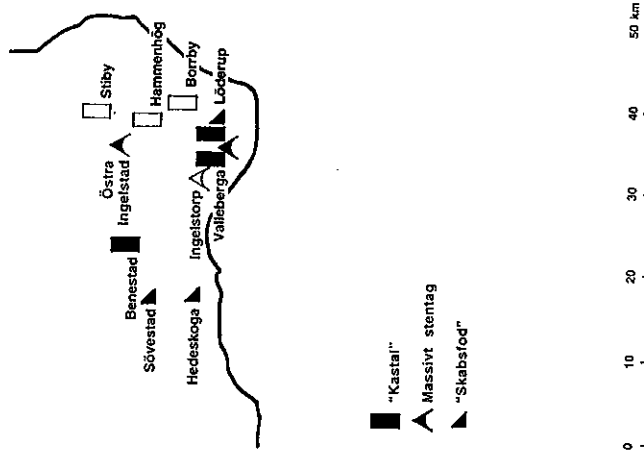 Stiby
Hammenhög
Borrby
Löderup
Östra
Ingelstad
Ingelstorp
Valleberga
Benestad
Sövestad
Hedeskoga
"Kastal"
Massivt stentag
"Skabsfod"
0 10 20 30 40 50 km